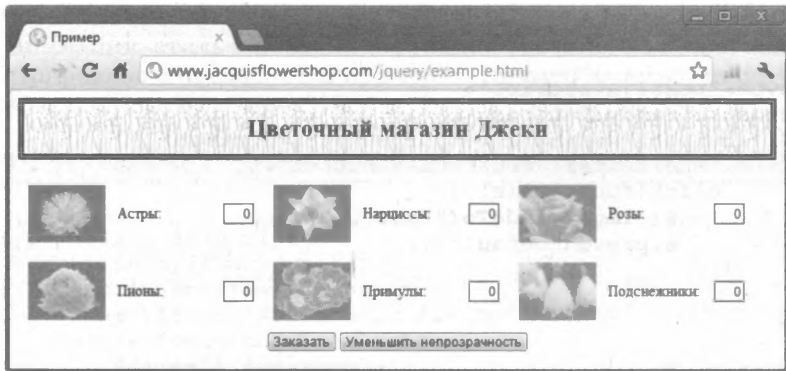 Пример
www.jacquisflowershop.com/jquery/example.html
Цветочный магазин Джеки
Астры: 0 Нарциссы: 0 Розы: 0
Пионы: 0 Примулы: 0 Подснежники: 0
Заказать Уменьшить непрозрачность